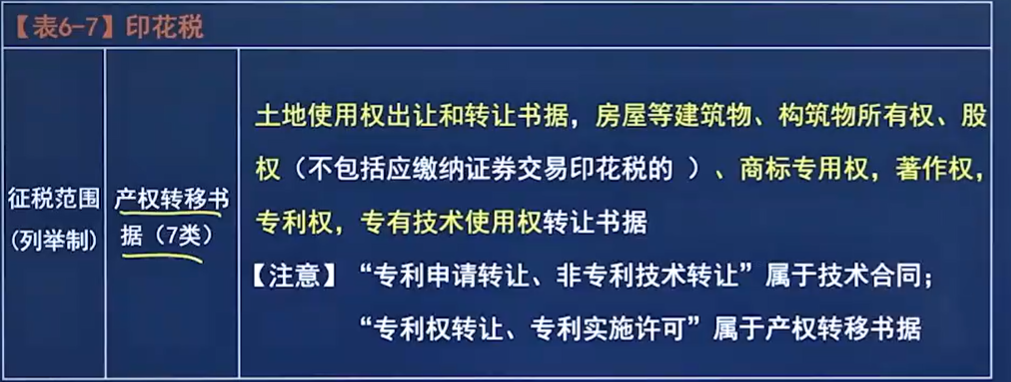 【表6-7】印花税
征税范围
(列举制)
产权转移书
据（7类）
土地使用权出让和转让书据，房屋等建筑物、构筑物所有权、股
权（不包括应缴纳证券交易印花税的 ）、商标专用权，著作权，
专利权，专有技术使用权转让书据
【注意】“专利申请转让、非专利技术转让”属于技术合同；
“专利权转让、专利实施许可”属于产权转移书据